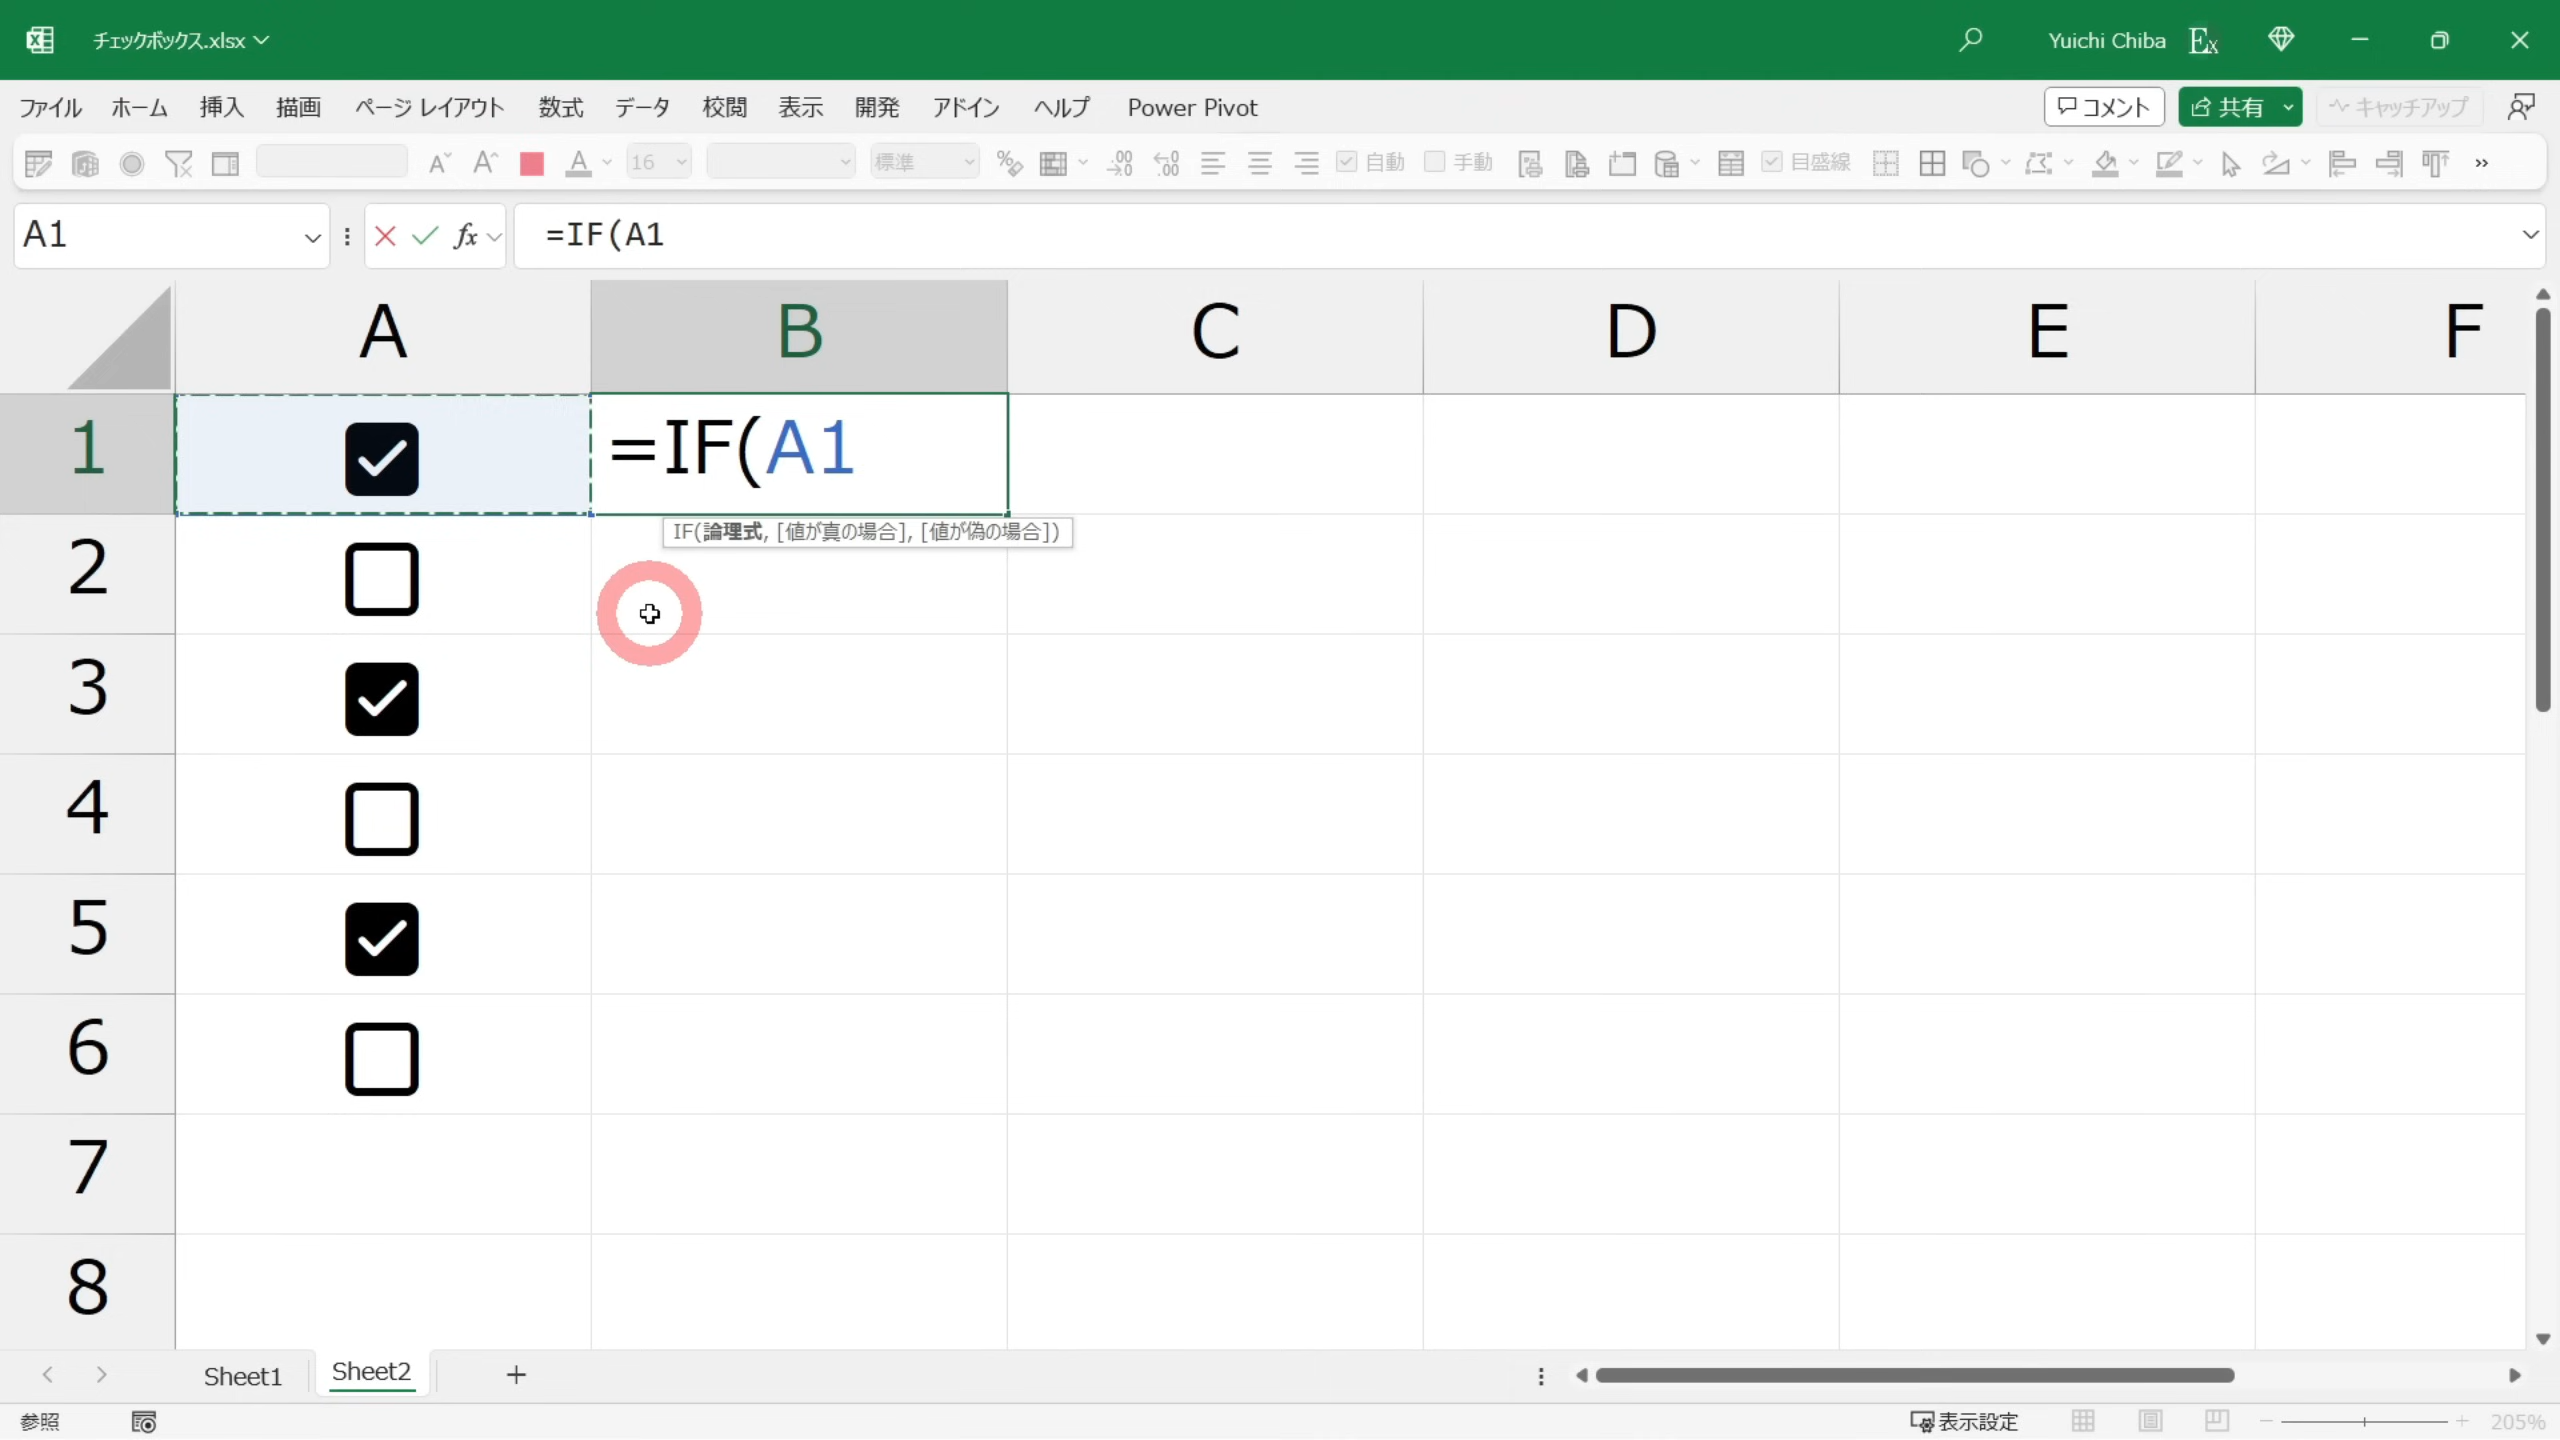 チェックボックス.xlsx
Yuichi Chiba
ファイル ホーム 挿入 描画 ページ レイアウト 数式 データ 校閲 表示 開発 アドイン ヘルプ Power Pivot
コメント 共有 キャッチアップ
16 標準 自動 手動 目盛線
A1 fx =IF(A1
A B C D E F
1 =IF(A1
IF(論理式, [値が真の場合], [値が偽の場合])
2
3
4
5
6
7
8
Sheet1 Sheet2
参照 表示設定 205%